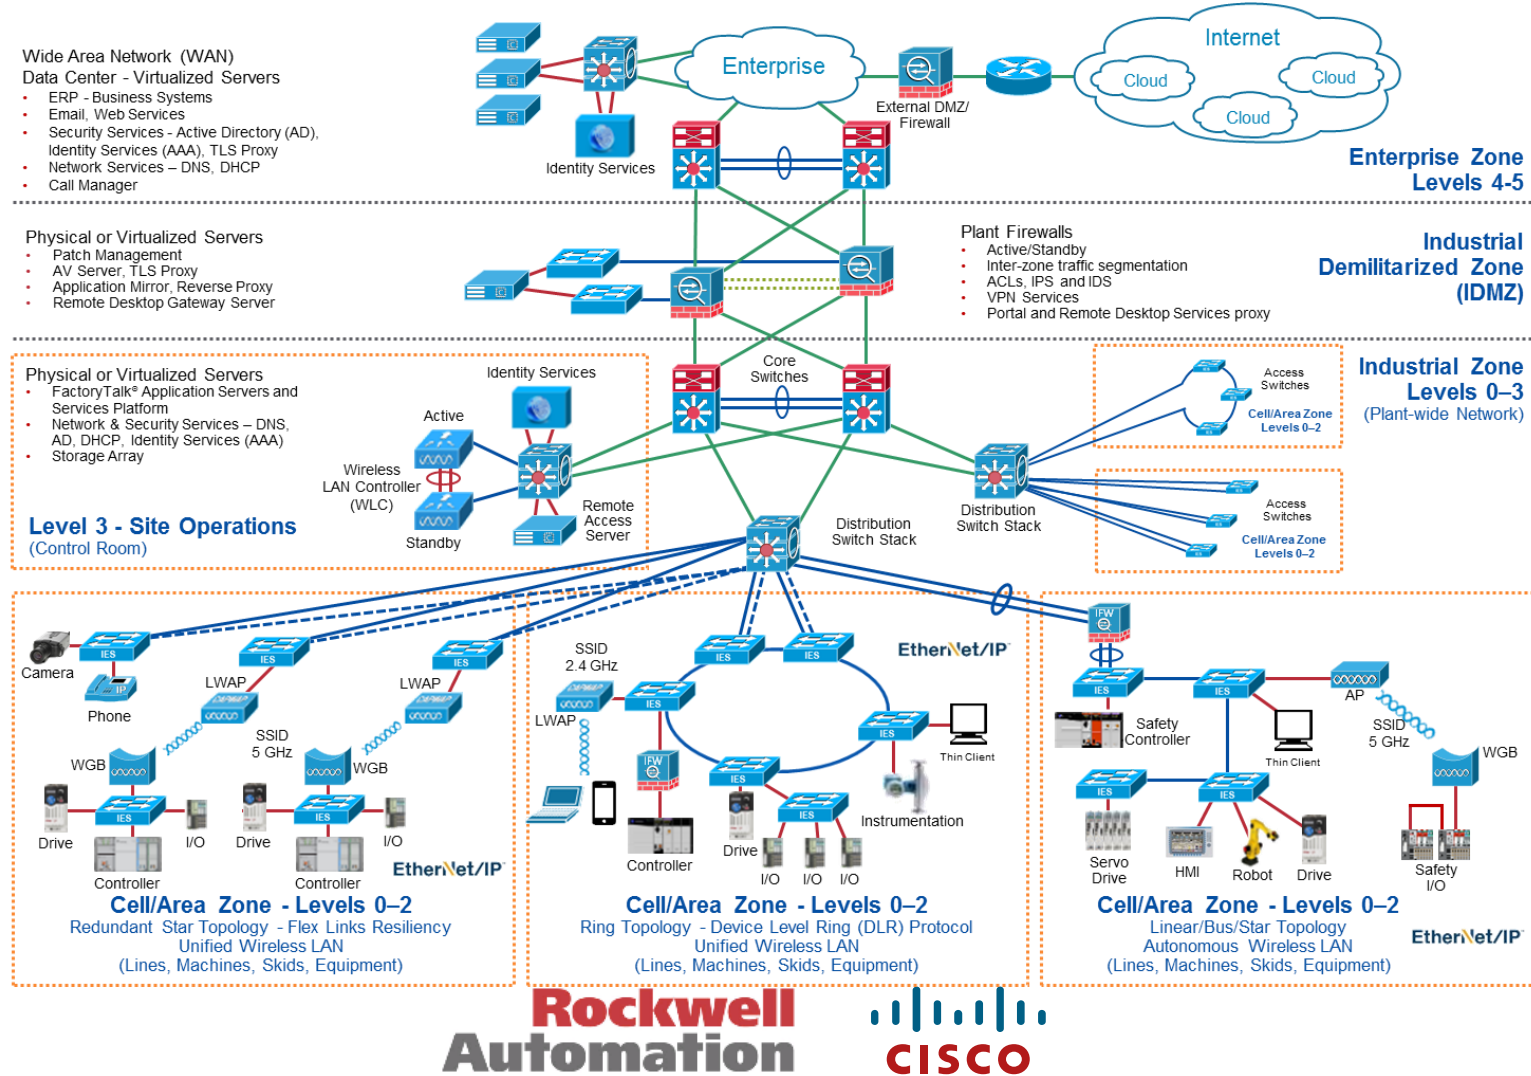 Wide Area Network (WAN)
Data Center - Virtualized Servers
• ERP - Business Systems
• Email, Web Services
• Security Services - Active Directory (AD),
Identity Services (AAA), TLS Proxy
• Network Services – DNS, DHCP
• Call Manager
Enterprise
Identity Services
External DMZ/
Firewall
Internet
Cloud
Cloud
Cloud
Enterprise Zone
Levels 4-5
Physical or Virtualized Servers
• Patch Management
• AV Server, TLS Proxy
• Application Mirror, Reverse Proxy
• Remote Desktop Gateway Server
Plant Firewalls
• Active/Standby
• Inter-zone traffic segmentation
• ACLs, IPS and IDS
• VPN Services
• Portal and Remote Desktop Services proxy
Industrial
Demilitarized Zone
(IDMZ)
Physical or Virtualized Servers
• FactoryTalk® Application Servers and
Services Platform
• Network & Security Services – DNS,
AD, DHCP, Identity Services (AAA)
• Storage Array
Level 3 - Site Operations
(Control Room)
Identity Services
Active
Wireless
LAN Controller
(WLC)
Standby
Remote
Access
Server
Core
Switches
Distribution
Switch Stack
Distribution
Switch Stack
Access
Switches
Cell/Area Zone
Levels 0–2
Access
Switches
Cell/Area Zone
Levels 0–2
Industrial Zone
Levels 0–3
(Plant-wide Network)
Camera
IES
IP
Phone
IES
LWAP
CAPWAP
IES
LWAP
CAPWAP
SSID
5 GHz
WGB
WGB
IES
IES
Drive
I/O
Drive
I/O
Controller
Controller
EtherNet/IP™
Cell/Area Zone - Levels 0–2
Redundant Star Topology - Flex Links Resiliency
Unified Wireless LAN
(Lines, Machines, Skids, Equipment)
SSID
2.4 GHz
CAPWAP
LWAP
IES
IES
IES
IES
IES
IES
IFW
EtherNet/IP™
Thin Client
Instrumentation
Controller
Drive
I/O
I/O
I/O
Cell/Area Zone - Levels 0–2
Ring Topology - Device Level Ring (DLR) Protocol
Unified Wireless LAN
(Lines, Machines, Skids, Equipment)
IFW
IES
IES
AP
Safety
Controller
Thin Client
SSID
5 GHz
WGB
IES
IES
Servo
Drive
HMI
Robot
Drive
Safety
I/O
Cell/Area Zone - Levels 0–2
Linear/Bus/Star Topology
Autonomous Wireless LAN
(Lines, Machines, Skids, Equipment)
EtherNet/IP™
Rockwell
Automation
CISCO